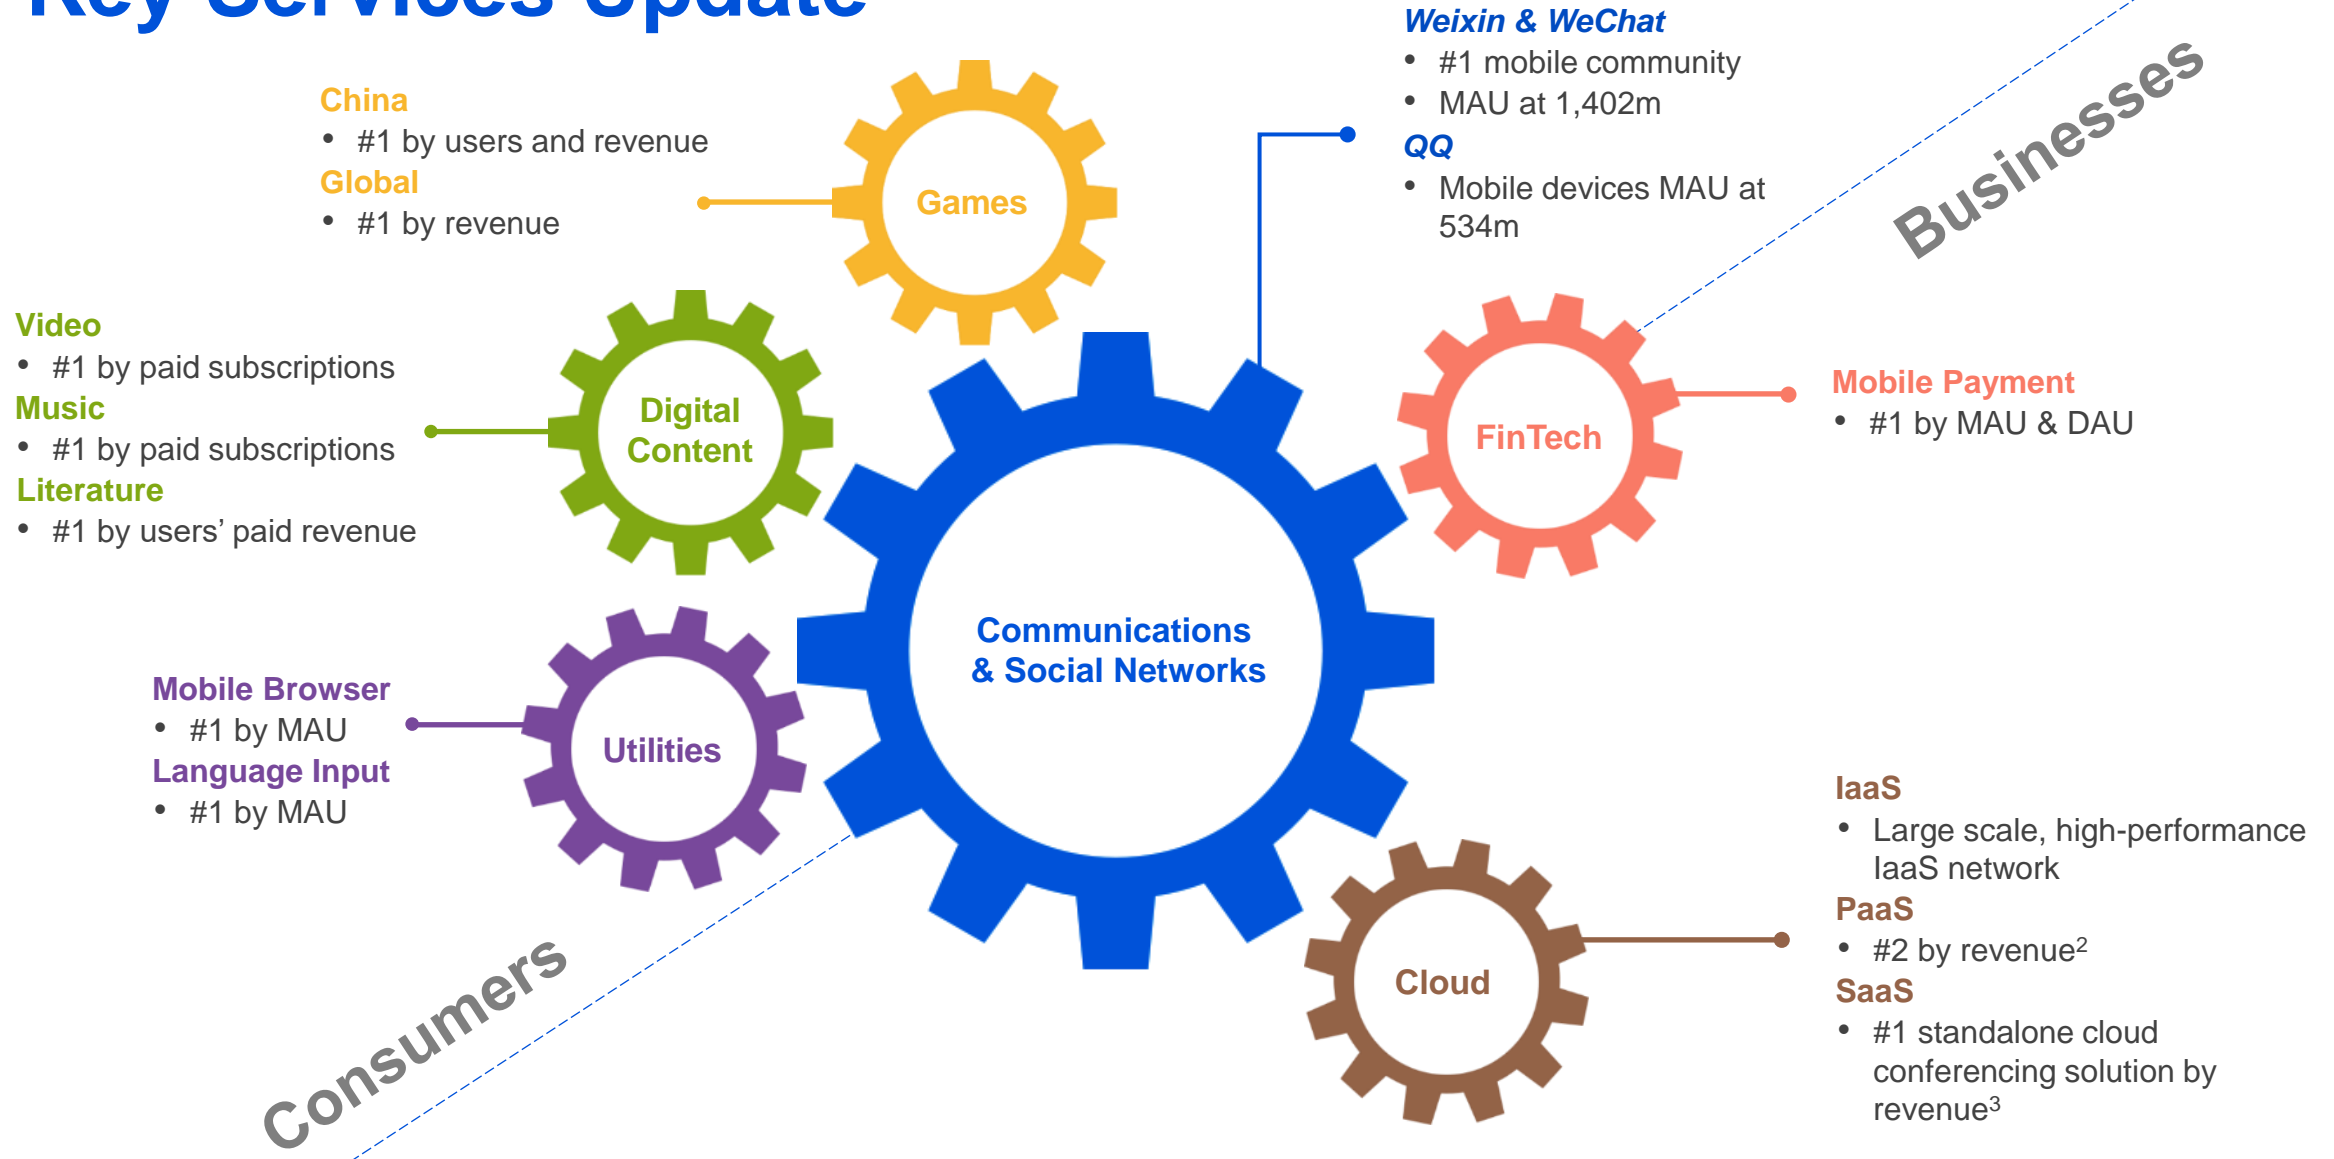 Key Services Update
China
• #1 by users and revenue
Global
• #1 by revenue
Games
Weixin & WeChat
• #1 mobile community
• MAU at 1,402m
QQ
• Mobile devices MAU at
534m
Businesses
Video
• #1 by paid subscriptions
Music
• #1 by paid subscriptions
Literature
• #1 by users’ paid revenue
Digital
Content
FinTech
Mobile Payment
• #1 by MAU & DAU
Communications
& Social Networks
Mobile Browser
• #1 by MAU
Language Input
• #1 by MAU
Utilities
Consumers
Cloud
IaaS
• Large scale, high-performance
IaaS network
PaaS
• #2 by revenue²
SaaS
• #1 standalone cloud
conferencing solution by
revenue³